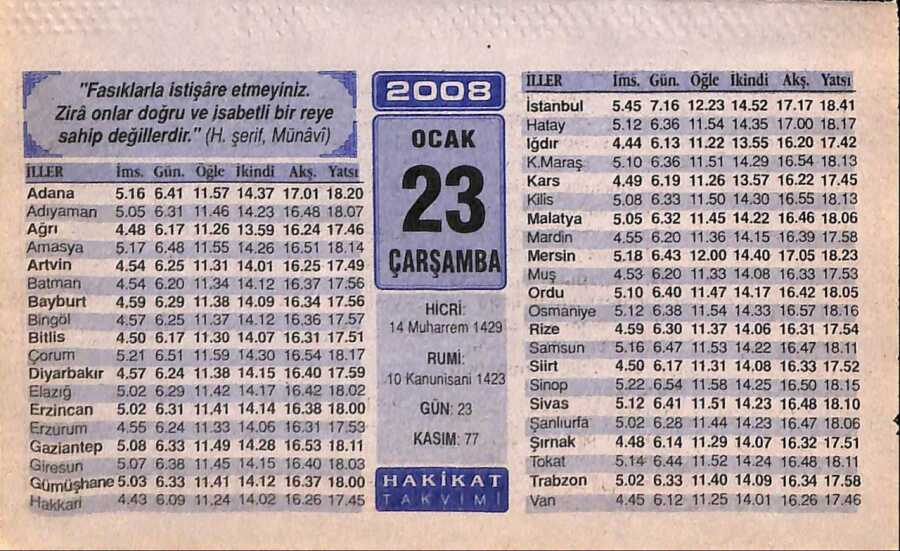 "Fasıklarla istişâre etmeyiniz.
Zirâ onlar doğru ve isabetli bir reye
sahip değillerdir." (H. şerif, Münâvî)
İLLER İms. Gün. Öğle İkindi Akş. Yatsı
Adana 5.16 6.41 11.57 14.37 17.01 18.20
Adıyaman 5.05 6.31 11.46 14.23 16.48 18.07
Ağrı 4.48 6.17 11.26 13.59 16.24 17.46
Amasya 5.17 6.48 11.55 14.26 16.51 18.14
Artvin 4.54 6.25 11.31 14.01 16.25 17.49
Batman 4.54 6.20 11.34 14.12 16.37 17.56
Bayburt 4.59 6.29 11.38 14.09 16.34 17.56
Bingöl 4.57 6.25 11.37 14.12 16.36 17.57
Bitlis 4.50 6.17 11.30 14.07 16.31 17.51
Çorum 5.21 6.51 11.59 14.30 16.54 18.17
Diyarbakır 4.57 6.24 11.38 14.15 16.40 17.59
Elazığ 5.02 6.29 11.42 14.17 16.42 18.02
Erzincan 5.02 6.31 11.41 14.14 16.38 18.00
Erzurum 4.55 6.24 11.33 14.06 16.31 17.53
Gaziantep 5.08 6.33 11.49 14.28 16.53 18.11
Giresun 5.07 6.38 11.45 14.15 16.40 18.03
Gümüşhane 5.03 6.33 11.41 14.12 16.37 18.00
Hakkari 4.43 6.09 11.24 14.02 16.26 17.45
2008
OCAK
23
ÇARŞAMBA
HİCRİ:
14 Muharrem 1429
RUMİ:
10 Kanunisani 1423
GÜN: 23
KASIM: 77
HAKİKAT
TAKVİMİ
İLLER İms. Gün. Öğle İkindi Akş. Yatsı
İstanbul 5.45 7.16 12.23 14.52 17.17 18.41
Hatay 5.12 6.36 11.54 14.35 17.00 18.17
Iğdır 4.44 6.13 11.22 13.55 16.20 17.42
K.Maraş 5.10 6.36 11.51 14.29 16.54 18.13
Kars 4.49 6.19 11.26 13.57 16.22 17.45
Kilis 5.08 6.33 11.50 14.30 16.55 18.13
Malatya 5.05 6.32 11.45 14.22 16.46 18.06
Mardin 4.55 6.20 11.36 14.15 16.39 17.58
Mersin 5.18 6.43 12.00 14.40 17.05 18.23
Muş 4.53 6.20 11.33 14.08 16.33 17.53
Ordu 5.10 6.40 11.47 14.17 16.42 18.05
Osmaniye 5.12 6.38 11.54 14.33 16.57 18.16
Rize 4.59 6.30 11.37 14.06 16.31 17.54
Samsun 5.16 6.47 11.53 14.22 16.47 18.11
Siirt 4.50 6.17 11.31 14.08 16.33 17.52
Sinop 5.22 6.54 11.58 14.25 16.50 18.15
Sivas 5.12 6.41 11.51 14.23 16.48 18.10
Şanlıurfa 5.02 6.28 11.44 14.23 16.47 18.06
Şırnak 4.48 6.14 11.29 14.07 16.32 17.51
Tokat 5.14 6.44 11.52 14.24 16.48 18.11
Trabzon 5.02 6.33 11.40 14.09 16.34 17.58
Van 4.45 6.12 11.25 14.01 16.26 17.46